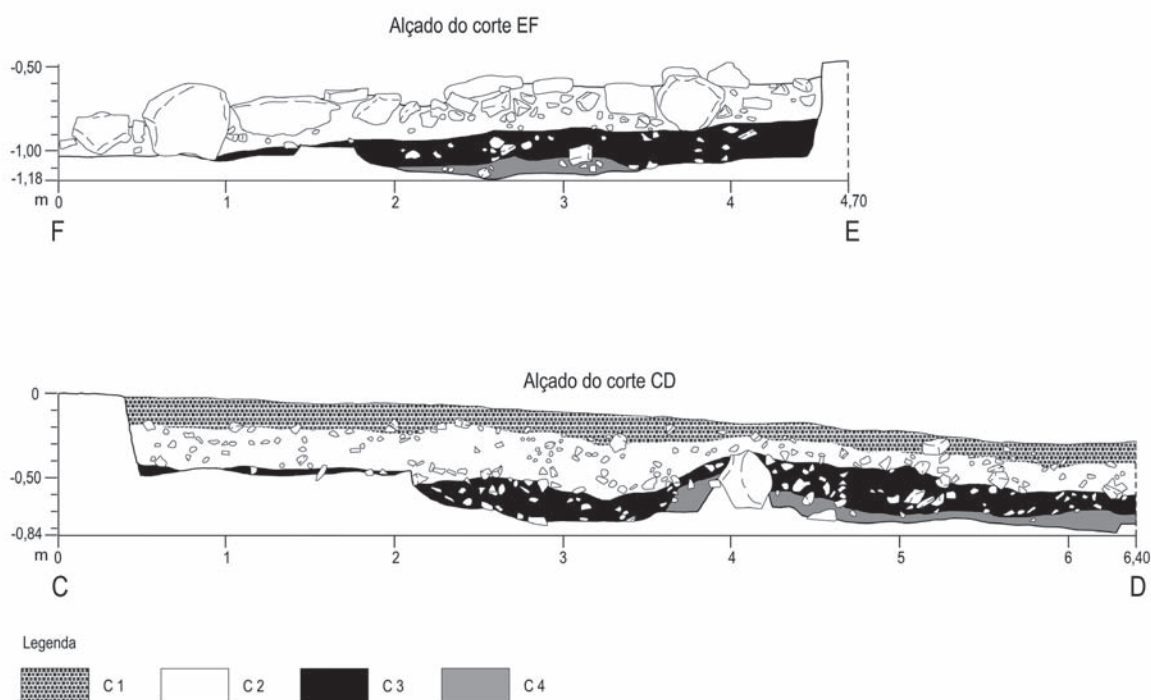 Alçado do corte EF
-0,50
-1,00
-1,18
m 0 1 2 3 4 4,70
F E
Alçado do corte CD
0
-0,50
-0,84
m 0 1 2 3 4 5 6 6,40
C D
Legenda
C 1 C 2 C 3 C 4